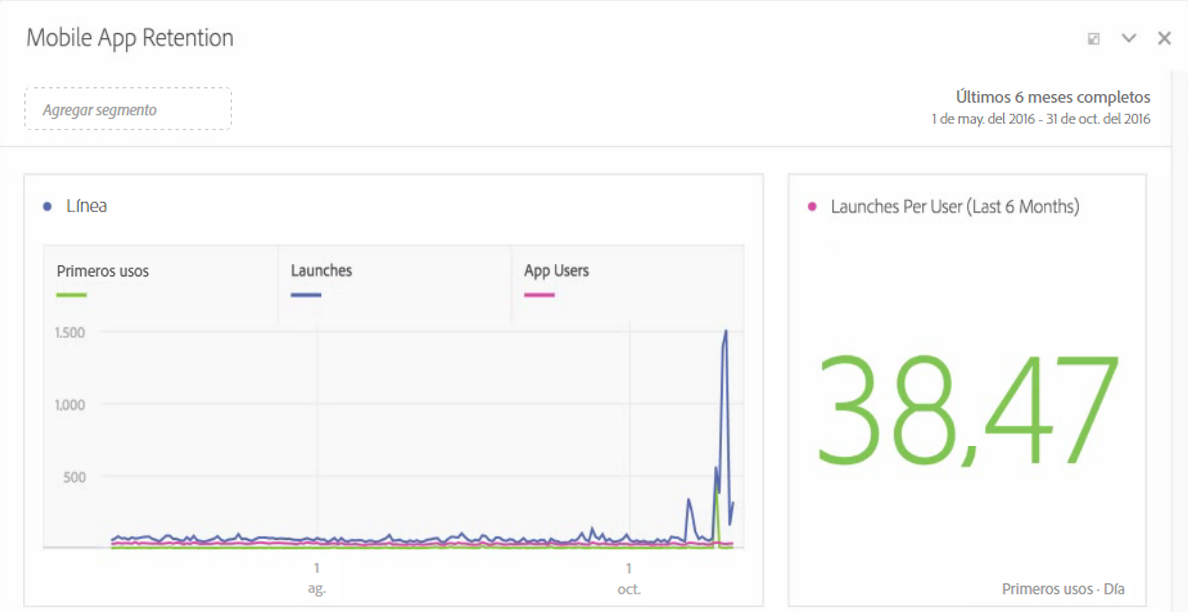 Mobile App Retention
Agregar segmento
Últimos 6 meses completos
1 de may. del 2016 - 31 de oct. del 2016
Línea
Primeros usos
Launches
App Users
1.500
1.000
500
1
ag.
1
oct.
Launches Per User (Last 6 Months)
38,47
Primeros usos · Día